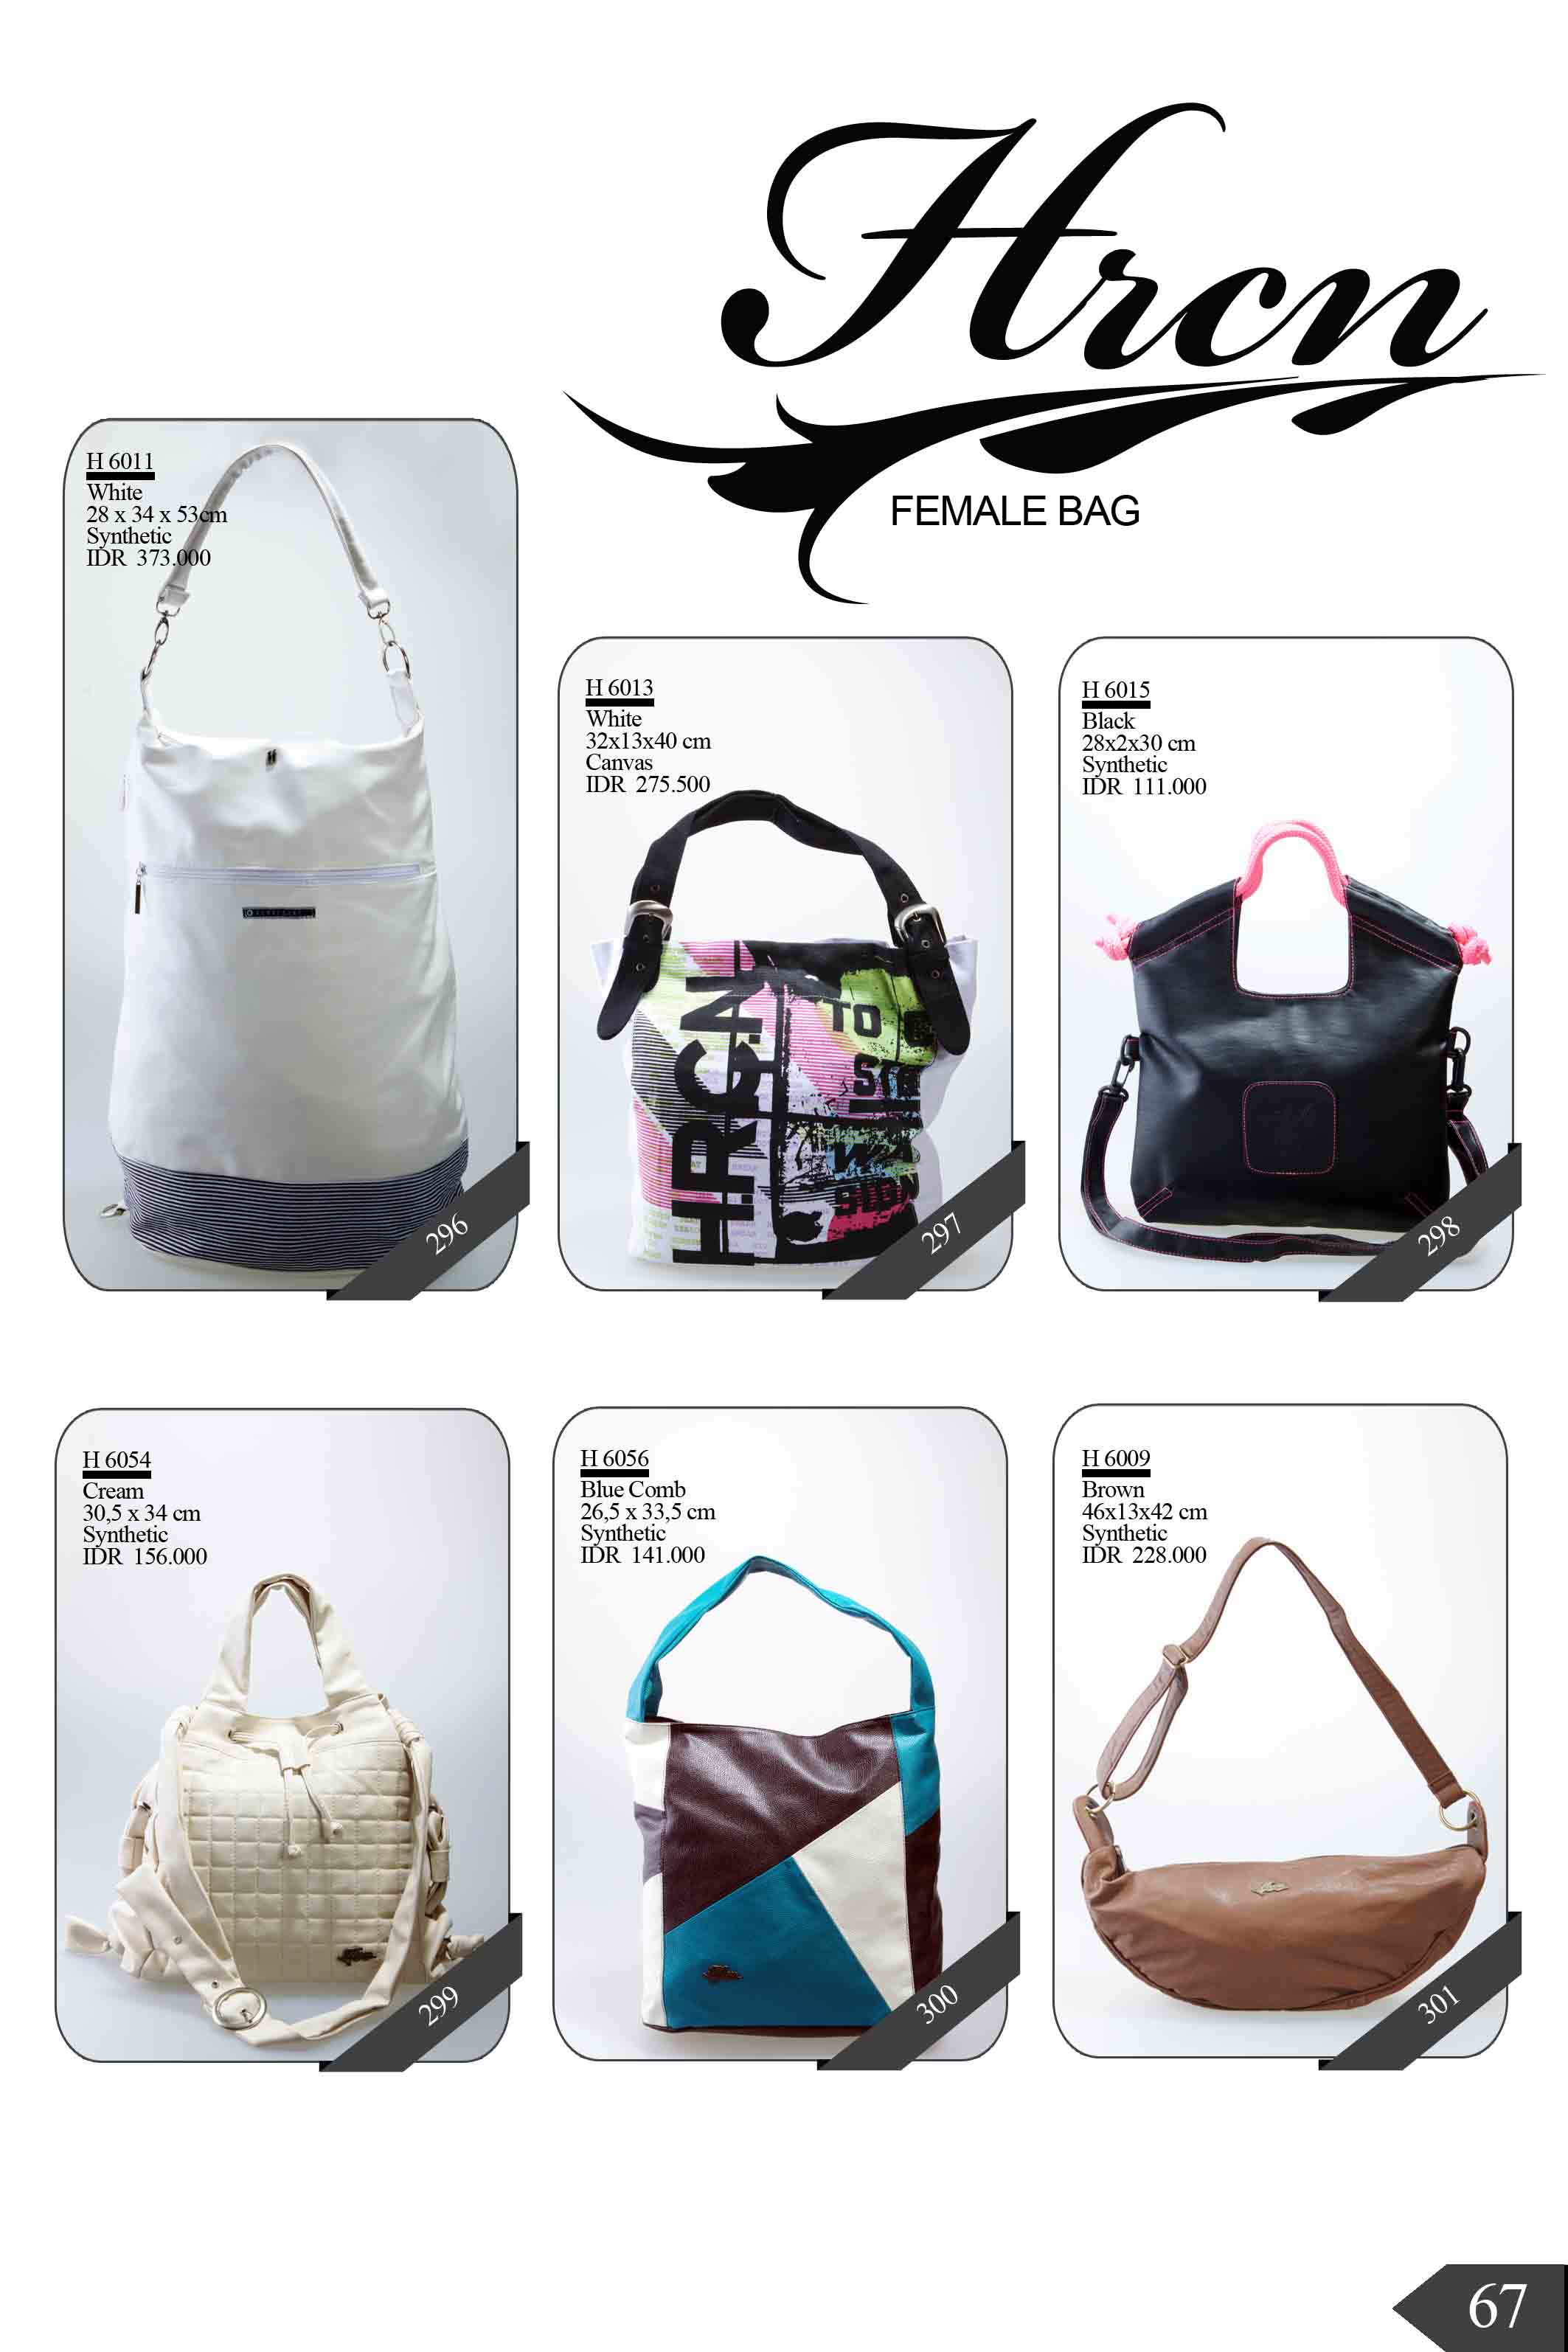 Hrcn
FEMALE BAG
H 6011
White
28 x 34 x 53cm
Synthetic
IDR 373.000
296
H 6013
White
32x13x40 cm
Canvas
IDR 275.500
HRCN
TO
297
H 6015
Black
28x2x30 cm
Synthetic
IDR 111.000
298
H 6054
Cream
30,5 x 34 cm
Synthetic
IDR 156.000
299
H 6056
Blue Comb
26,5 x 33,5 cm
Synthetic
IDR 141.000
300
H 6009
Brown
46x13x42 cm
Synthetic
IDR 228.000
301
67